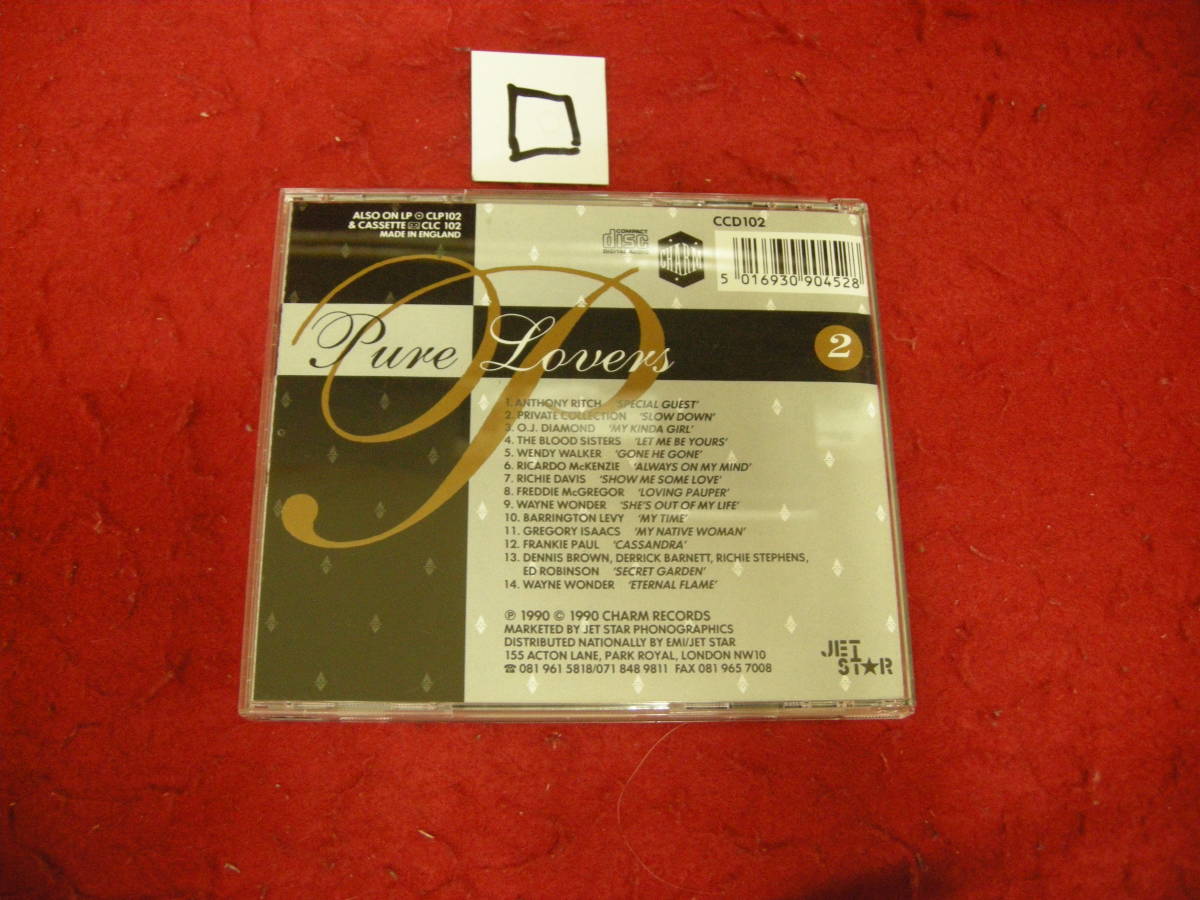 ロ
ALSO ON LP CLP102
& CASSETTE CLC 102
MADE IN ENGLAND
COMPACT
disc
DIGITAL AUDIO
CHARM
CCD102
5 016930 904528
P
Pure Lovers
2
1. ANTHONY RITCH 'SPECIAL GUEST'
2. PRIVATE COLLECTION 'SLOW DOWN'
3. O.J. DIAMOND 'MY KINDA GIRL'
4. THE BLOOD SISTERS 'LET ME BE YOURS'
5. WENDY WALKER 'GONE HE GONE'
6. RICARDO McKENZIE 'ALWAYS ON MY MIND'
7. RICHIE DAVIS 'SHOW ME SOME LOVE'
8. FREDDIE McGREGOR 'LOVING PAUPER'
9. WAYNE WONDER 'SHE'S OUT OF MY LIFE'
10. BARRINGTON LEVY 'MY TIME'
11. GREGORY ISAACS 'MY NATIVE WOMAN'
12. FRANKIE PAUL 'CASSANDRA'
13. DENNIS BROWN, DERRICK BARNETT, RICHIE STEPHENS,
ED ROBINSON 'SECRET GARDEN'
14. WAYNE WONDER 'ETERNAL FLAME'
℗ 1990 © 1990 CHARM RECORDS
MARKETED BY JET STAR PHONOGRAPHICS
DISTRIBUTED NATIONALLY BY EMI/JET STAR
155 ACTON LANE, PARK ROYAL, LONDON NW10
☎ 081 961 5818/071 848 9811 FAX 081 965 7008
JET
ST★R